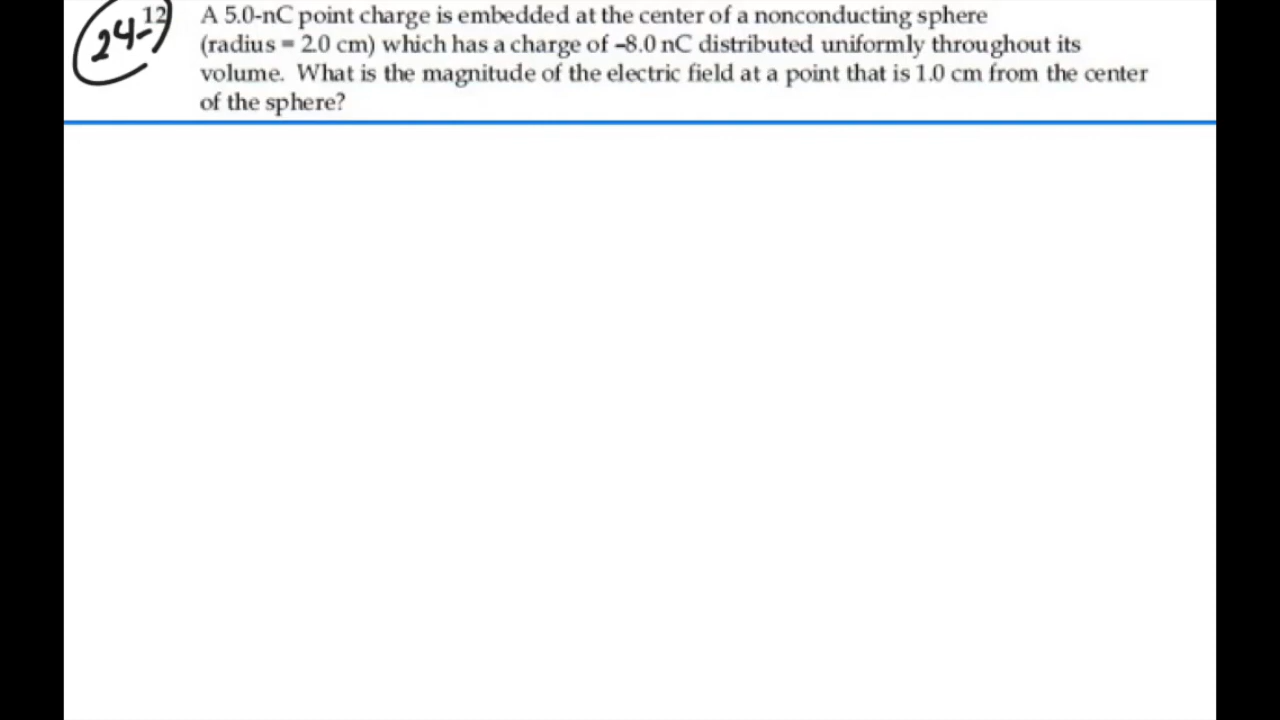 24-
12
A 5.0-nC point charge is embedded at the center of a nonconducting sphere
(radius = 2.0 cm) which has a charge of –8.0 nC distributed uniformly throughout its
volume. What is the magnitude of the electric field at a point that is 1.0 cm from the center
of the sphere?